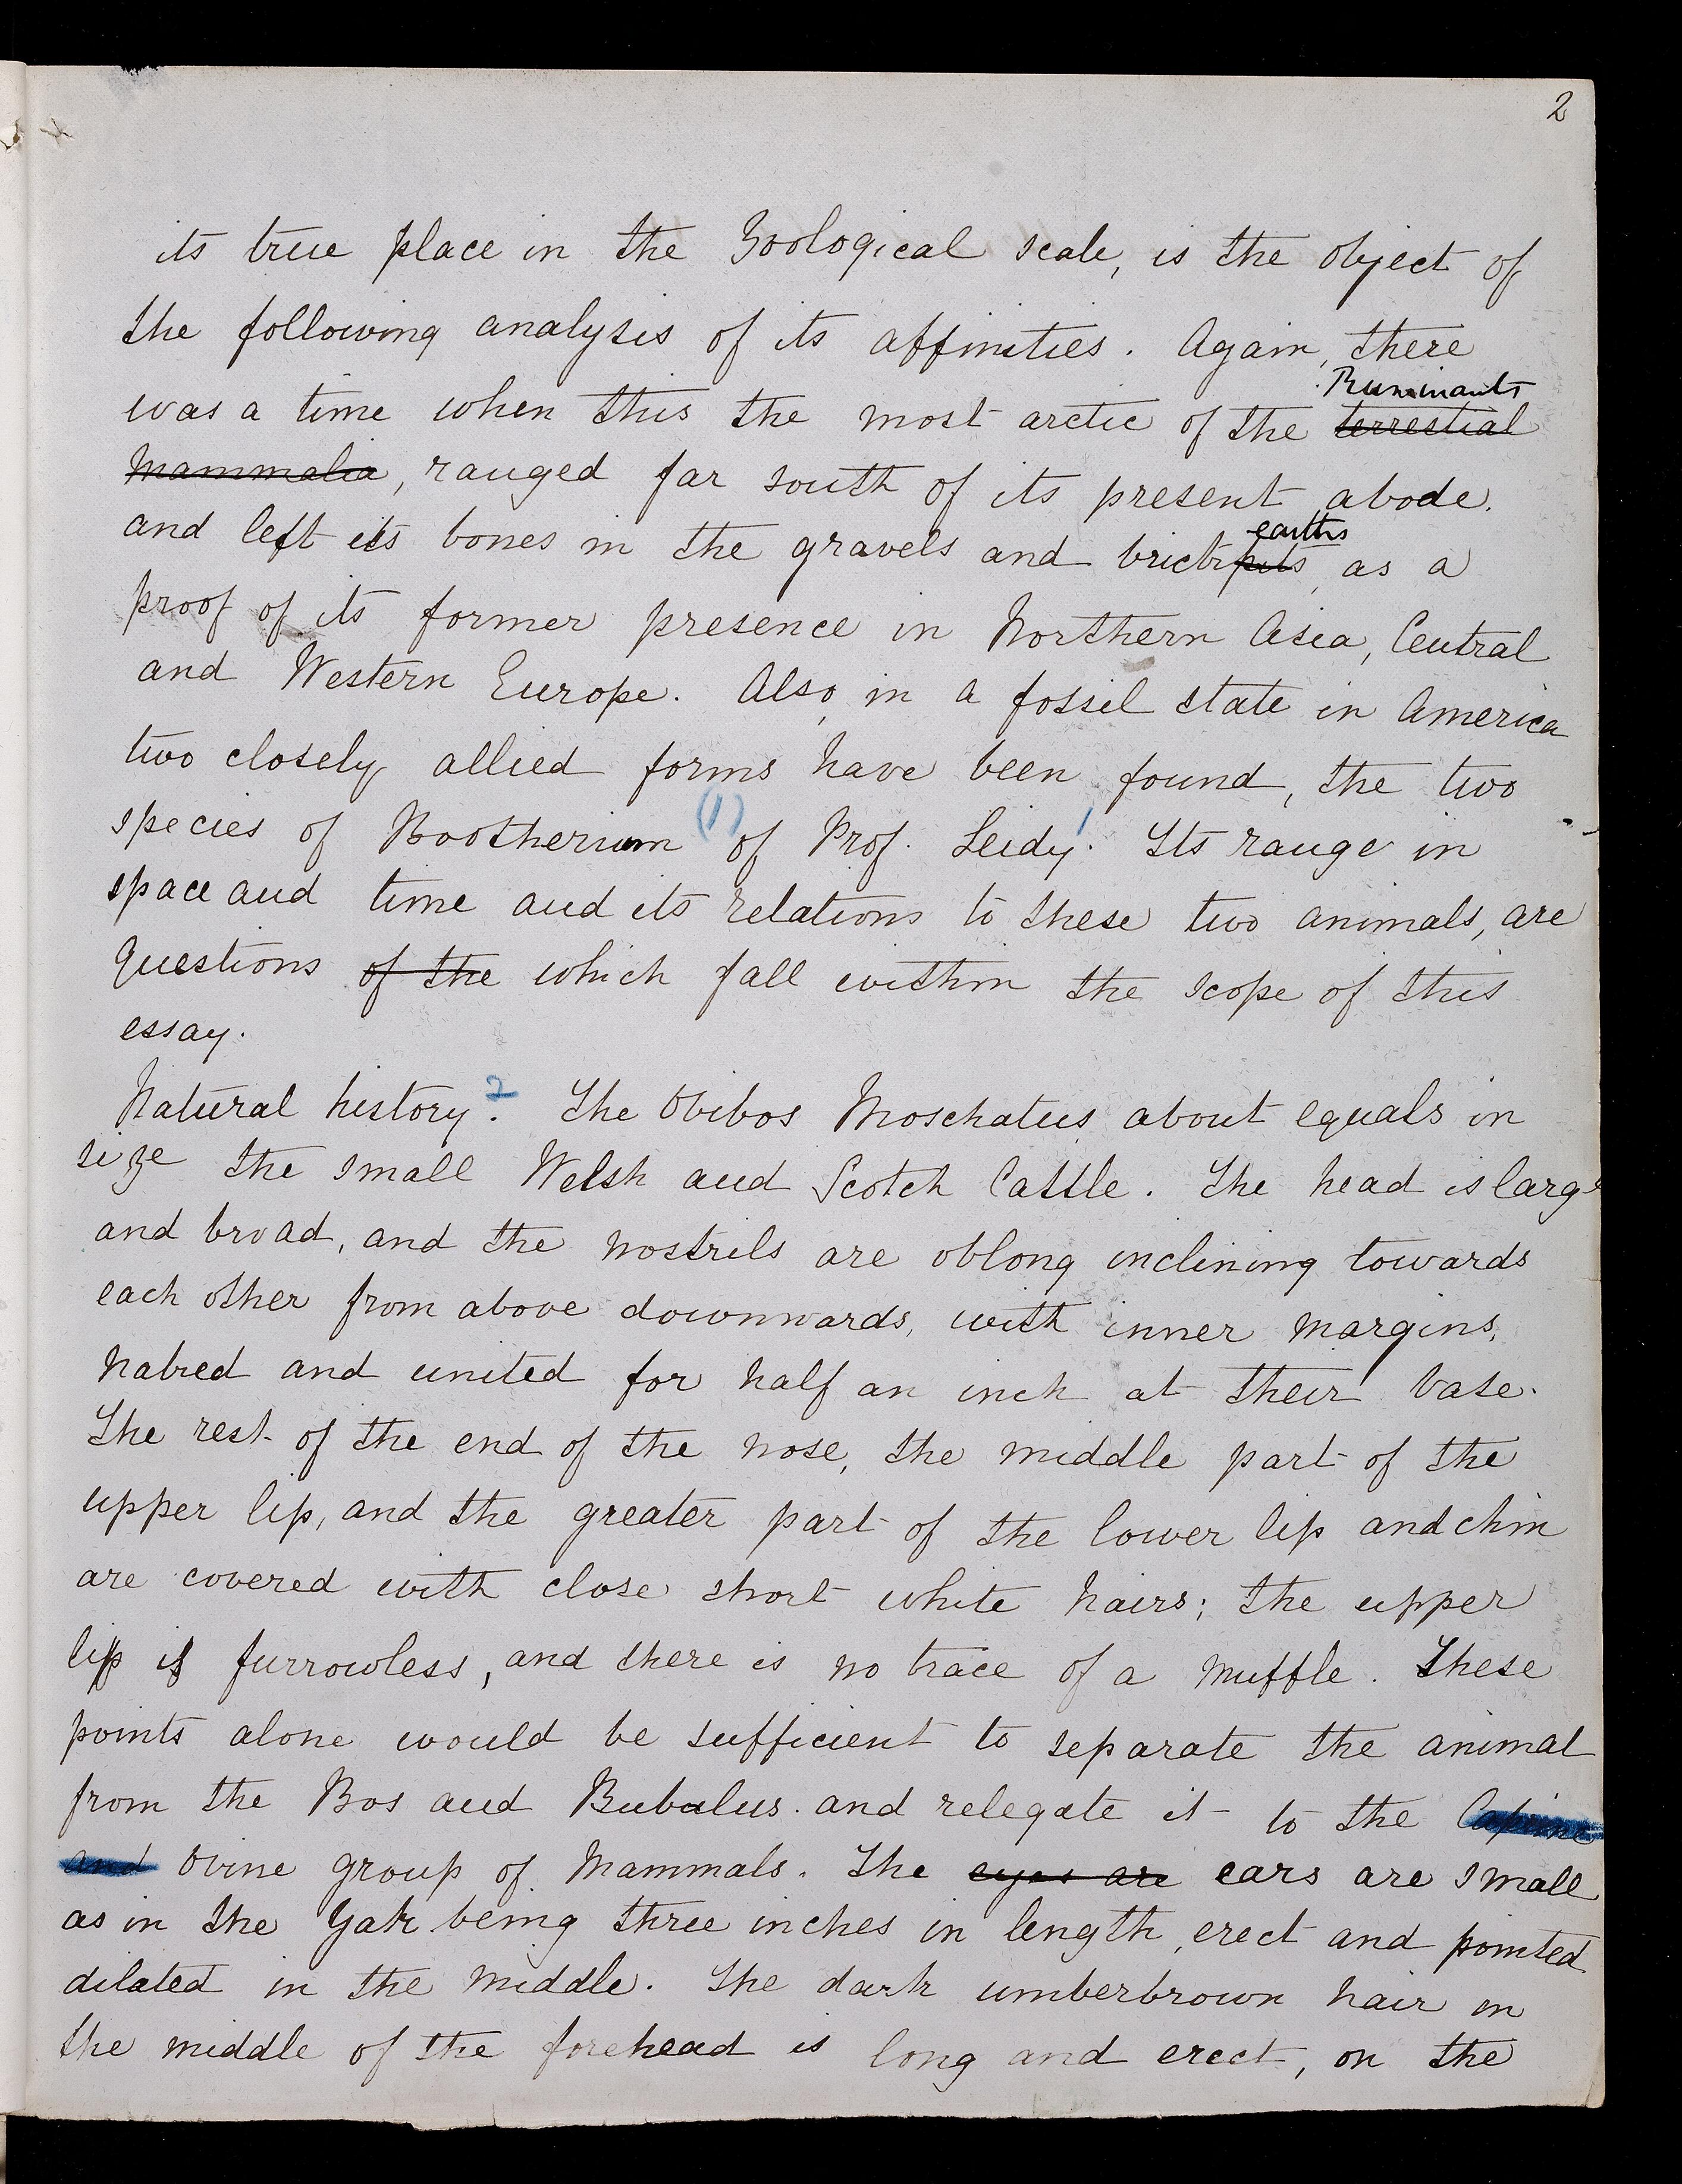 2
its true place in the Zoological scale, is the object of
the following analysis of its affinities. Again, there
Ruminants
was a time when this the most arctic of the terrestial
Mammalia, ranged far south of its present abode.
earths
and left its bones in the gravels and brickpits, as a
proof of its former presence in Northern Asia, Central
and Western Europe. Also, in a fossil state in America
two closely allied forms have been found, the two
species of Bootherium (1) of Prof. Leidy.1 Its range in
space and time and its relations to these two animals, are
questions of the which fall within the scope of this
essay.
Natural history.2 The Ovibos Moschatus about equals in
size the small Welsh and Scotch Cattle. The head is large
and broad, and the nostrils are oblong inclining towards
each other from above downwards, with inner margins,
naked and united for half an inch at their base.
The rest of the end of the nose, the middle part of the
upper lip, and the greater part of the lower lip and chin
are covered with close short white hairs; the upper
lip is furrowless, and there is no trace of a muffle. These
points alone would be sufficient to separate the animal
from the Bos and Bubalus. and relegate it to the Caprine
and Ovine group of Mammals. The eyes are ears are small
as in the Yak being three inches in length, erect and pointed
dilated in the middle. The dark umberbrown hair in
the middle of the forehead is long and erect, on the